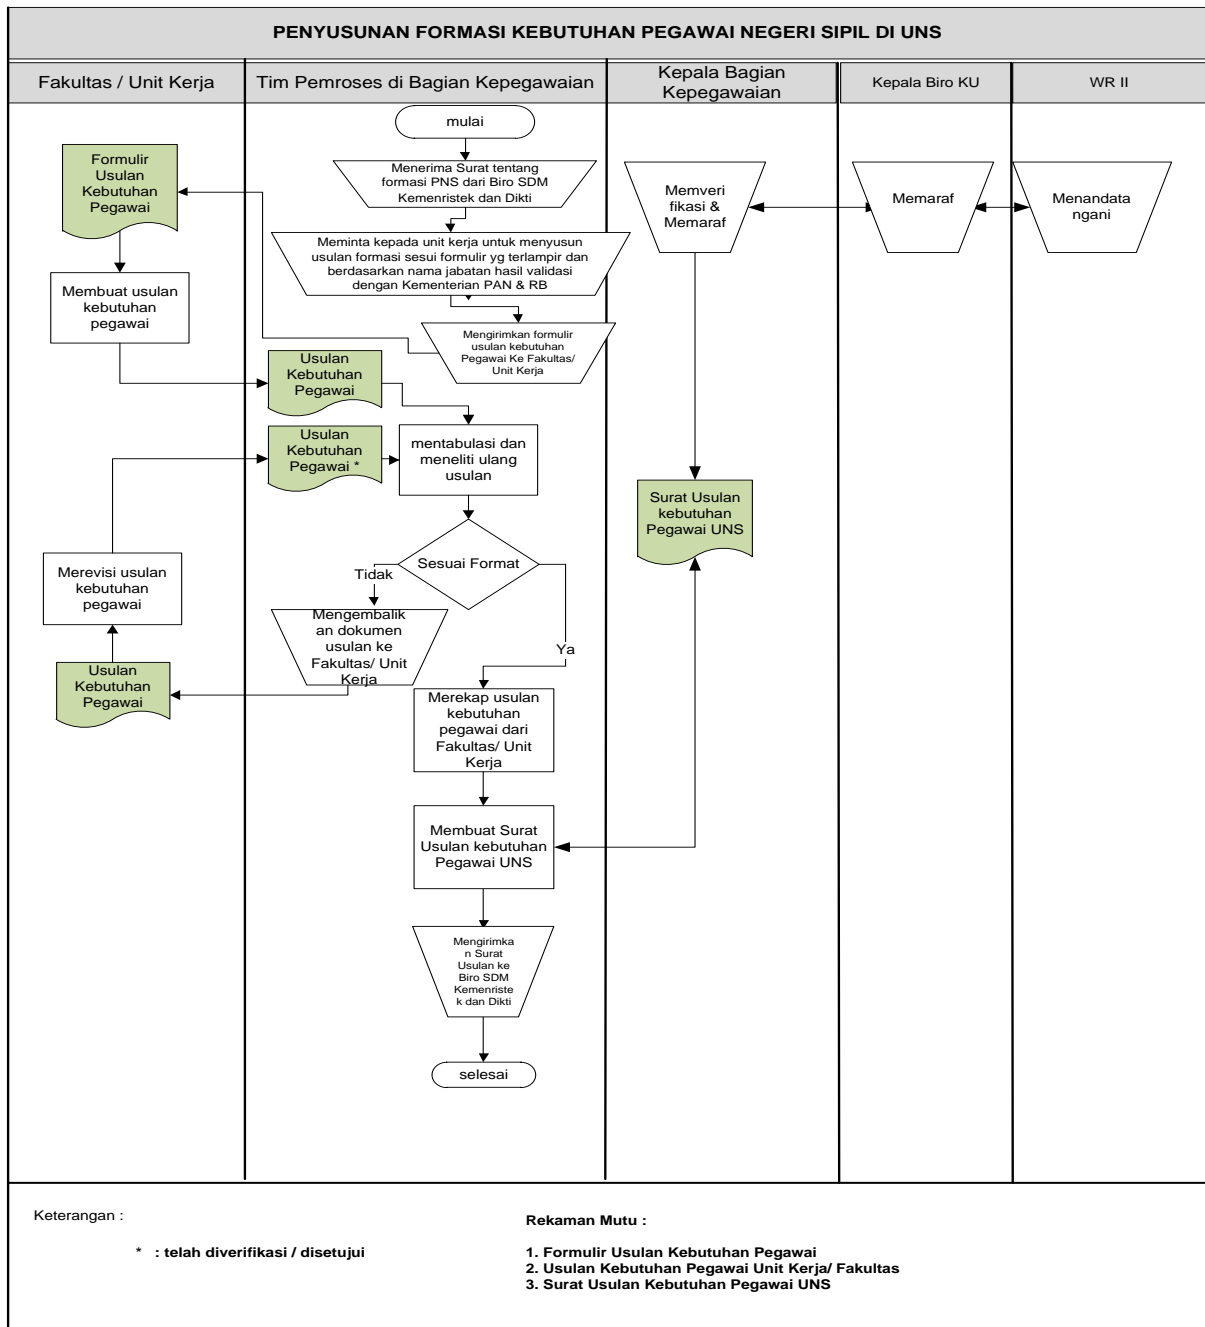 PENYUSUNAN FORMASI KEBUTUHAN PEGAWAI NEGERI SIPIL DI UNS
Fakultas / Unit Kerja
Tim Pemroses di Bagian Kepegawaian
Kepala Bagian
Kepegawaian
Kepala Biro KU
WR II
mulai
Menerima Surat tentang
formasi PNS dari Biro SDM
Kemenristek dan Dikti
Meminta kepada unit kerja untuk menyusun
usulan formasi sesui formulir yg terlampir dan
berdasarkan nama jabatan hasil validasi
dengan Kementerian PAN & RB
Mengirimkan formulir
usulan kebutuhan
Pegawai Ke Fakultas/
Unit Kerja
Formulir
Usulan
Kebutuhan
Pegawai
Membuat usulan
kebutuhan
pegawai
Usulan
Kebutuhan
Pegawai
Usulan
Kebutuhan
Pegawai *
mentabulasi dan
meneliti ulang
usulan
Sesuai Format
Tidak
Ya
Mengembalik
an dokumen
usulan ke
Fakultas/ Unit
Kerja
Usulan
Kebutuhan
Pegawai
Merevisi usulan
kebutuhan
pegawai
Merekap usulan
kebutuhan
pegawai dari
Fakultas/ Unit
Kerja
Membuat Surat
Usulan kebutuhan
Pegawai UNS
Surat Usulan
kebutuhan
Pegawai UNS
Memveri
fikasi &
Memaraf
Memaraf
Menandata
ngani
Mengirimka
n Surat
Usulan ke
Biro SDM
Kemenriste
k dan Dikti
selesai
Keterangan :
* : telah diverifikasi / disetujui
Rekaman Mutu :
1. Formulir Usulan Kebutuhan Pegawai
2. Usulan Kebutuhan Pegawai Unit Kerja/ Fakultas
3. Surat Usulan Kebutuhan Pegawai UNS